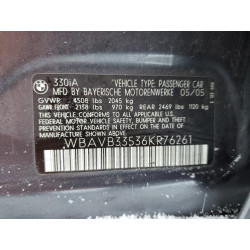 330iA *VEHICLE TYPE: PASSENGER CAR
MFD BY BAYERISCHE MOTORENWERKE 05/05
GVWR 4508 lbs 2045 kg
GAWR FRONT 2138 lbs 970 kg REAR 2469 lbs 1120 kg
WBAVB33536KR76261
THIS VEHICLE CONFORMS TO ALL APPLICABLE FEDERAL
MOTOR VEHICLE SAFETY, BUMPER, AND THEFT PREVENTION
STANDARDS IN EFFECT ON THE DATE OF MANUFACTURE
SHOWN ABOVE